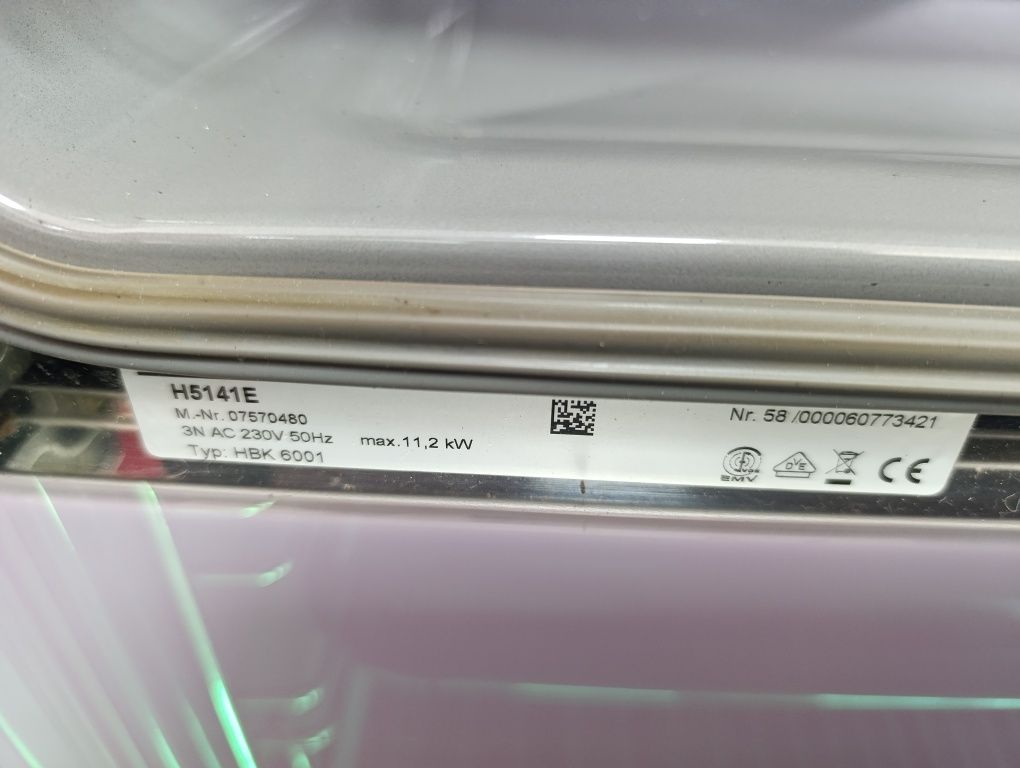 H5141E
M.-Nr. 07570480
3N AC 230V 50Hz
max.11,2 kW
Typ: HBK 6001
Nr. 58 /000060773421
EMV
DVE
CE